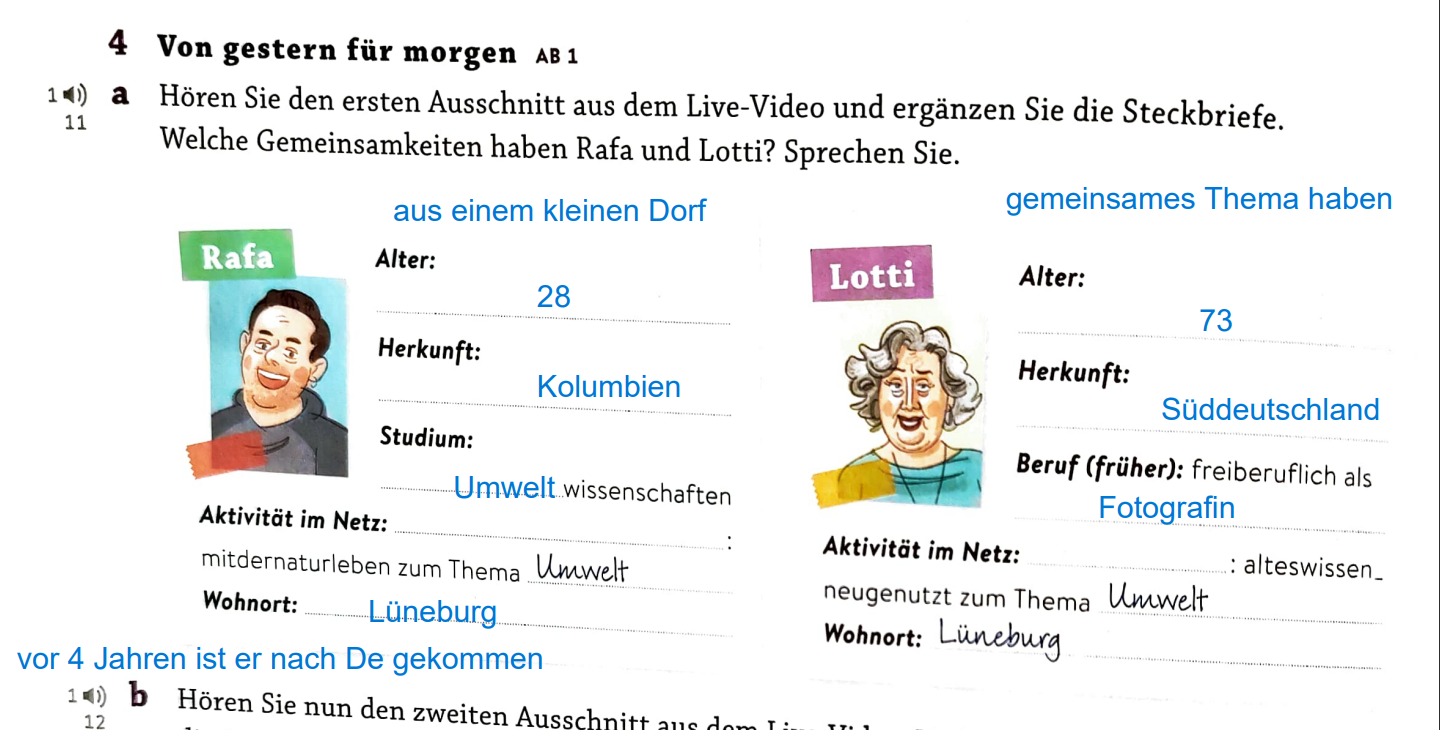 4 Von gestern für morgen AB 1
1 a Hören Sie den ersten Ausschnitt aus dem Live-Video und ergänzen Sie die Steckbriefe.
11
Welche Gemeinsamkeiten haben Rafa und Lotti? Sprechen Sie.
aus einem kleinen Dorf
Rafa
Alter:
28
Herkunft:
Kolumbien
Studium:
Umwelt wissenschaften
Aktivität im Netz: :
mitdernaturleben zum Thema Umwelt
Wohnort: Lüneburg
vor 4 Jahren ist er nach De gekommen
gemeinsames Thema haben
Lotti
Alter:
73
Herkunft:
Süddeutschland
Beruf (früher): freiberuflich als
Fotografin
Aktivität im Netz: : alteswissen_
neugenutzt zum Thema Umwelt
Wohnort: Lüneburg
1 b Hören Sie nun den zweiten Ausschnitt aus dem Live
12